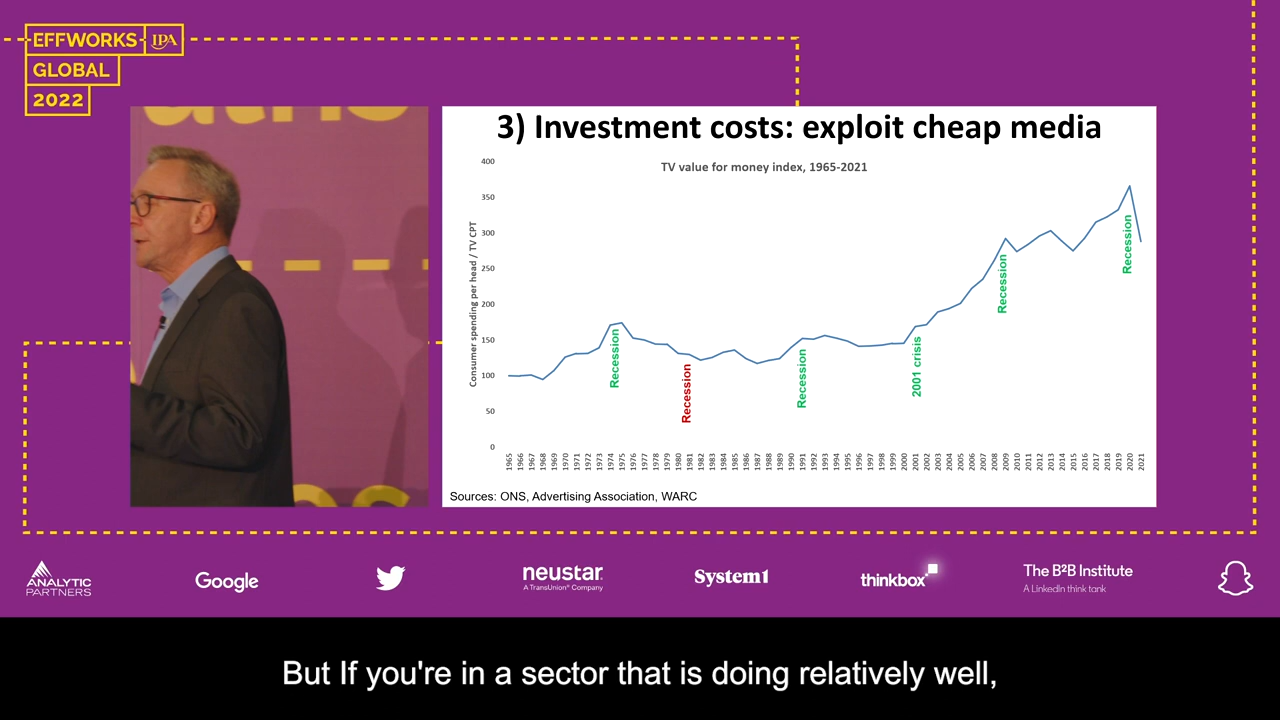 EFFWORKS IPA
GLOBAL
2022
3) Investment costs: exploit cheap media
TV value for money index, 1965-2021
Consumer spending per head / TV CPT
400
350
300
250
200
150
100
50
0
Recession
Recession
Recession
2001 crisis
Recession
Recession
1965 1966 1967 1968 1969 1970 1971 1972 1973 1974 1975 1976 1977 1978 1979 1980 1981 1982 1983 1984 1985 1986 1987 1988 1989 1990 1991 1992 1993 1994 1995 1996 1997 1998 1999 2000 2001 2002 2003 2004 2005 2006 2007 2008 2009 2010 2011 2012 2013 2014 2015 2016 2017 2018 2019 2020 2021
Sources: ONS, Advertising Association, WARC
ANALYTIC
PARTNERS
Google
neustar.
A TransUnion® Company
System1
thinkbox
The B²B Institute
A LinkedIn think tank
But If you're in a sector that is doing relatively well,